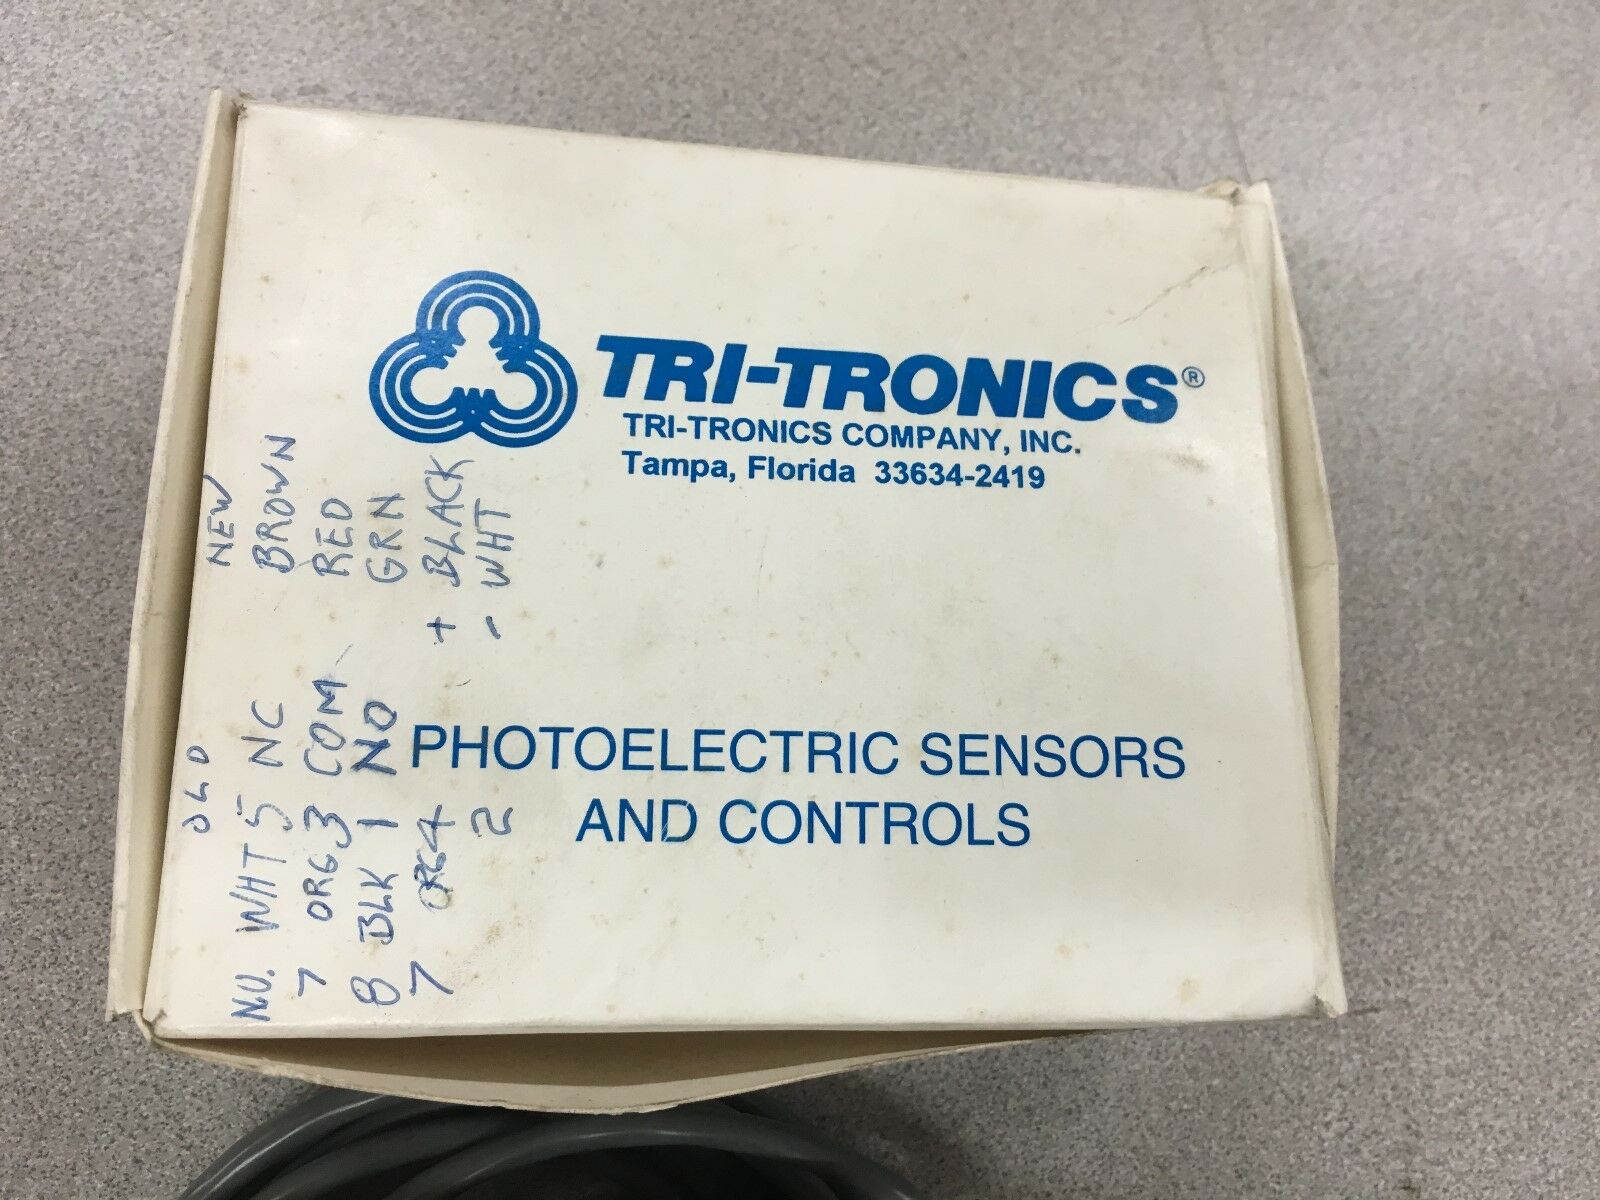 TRI-TRONICS®
TRI-TRONICS COMPANY, INC.
Tampa, Florida 33634-2419
PHOTOELECTRIC SENSORS
AND CONTROLS
OLD NEW
N.U. WHT 5 NC BROWN
7 ORG 3 COM RED
8 BLK 1 NO GRN
7 ORG 4 + BLACK
2 - WHT